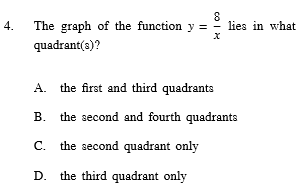 4. The graph of the function y = 8/x lies in what
quadrant(s)?
A. the first and third quadrants
B. the second and fourth quadrants
C. the second quadrant only
D. the third quadrant only